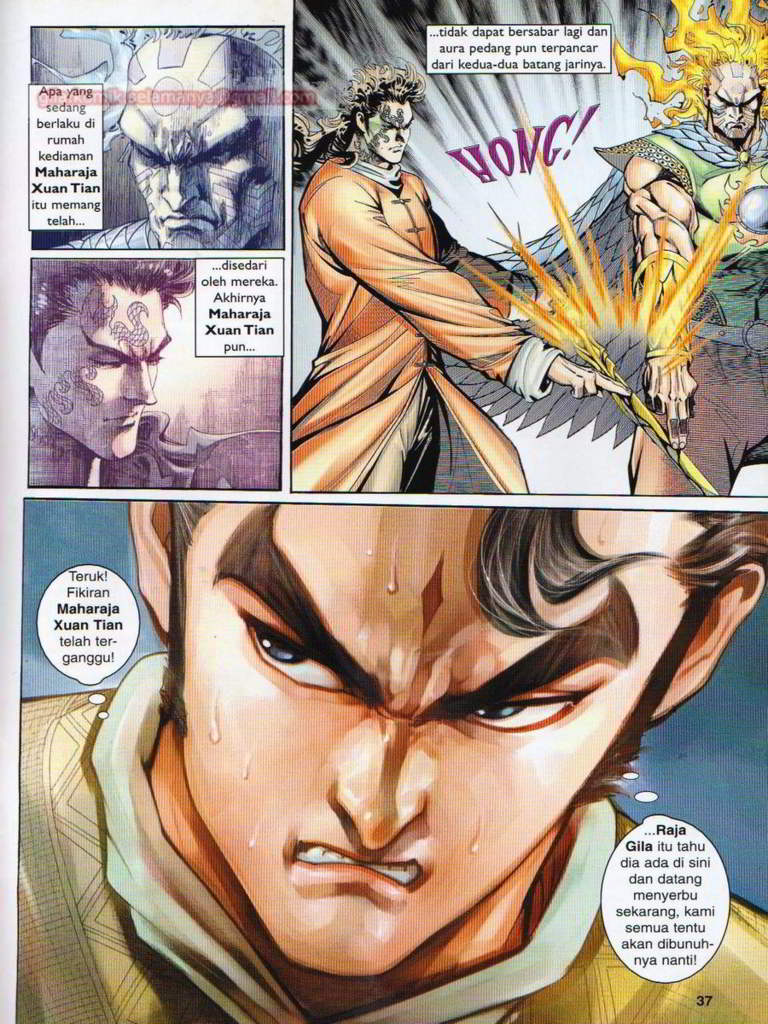 Apa yang
sedang
berlaku di
rumah
kediaman
Maharaja
Xuan Tian
itu memang
telah...
...disedari
oleh mereka.
Akhirnya
Maharaja
Xuan Tian
pun...
...tidak dapat bersabar lagi dan
aura pedang pun terpancar
dari kedua-dua batang jarinya.
HONG!
Teruk!
Fikiran
Maharaja
Xuan Tian
telah ter-
ganggu!
...Raja
Gila itu tahu
dia ada di sini
dan datang
menyerbu
sekarang, kami
semua tentu
akan dibunuh-
nya nanti!
37